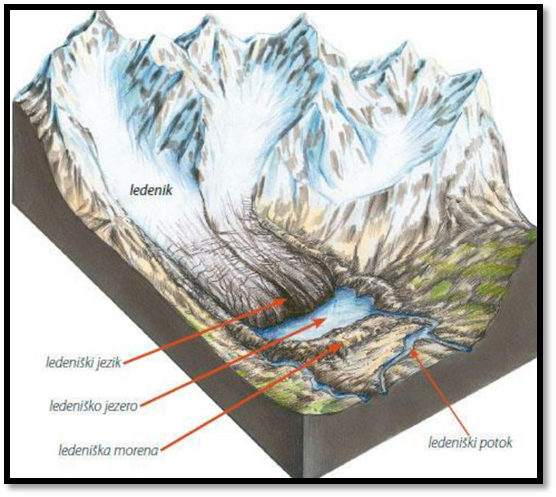 ledenik
ledeniški jezik
ledeniško jezero
ledeniška morena
ledeniški potok